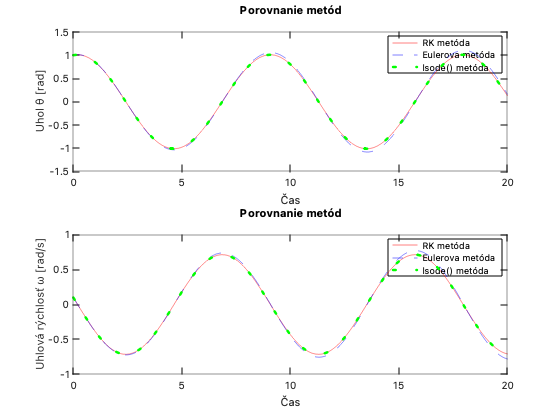 Porovnanie metód
1.5
1
0.5
0
-0.5
-1
-1.5
Uhol θ [rad]
RK metóda
Eulerova metóda
lsode() metóda
0
5
10
15
20
Čas
Porovnanie metód
1
0.5
0
-0.5
-1
Uhlová rýchlosť ω [rad/s]
RK metóda
Eulerova metóda
lsode() metóda
0
5
10
15
20
Čas